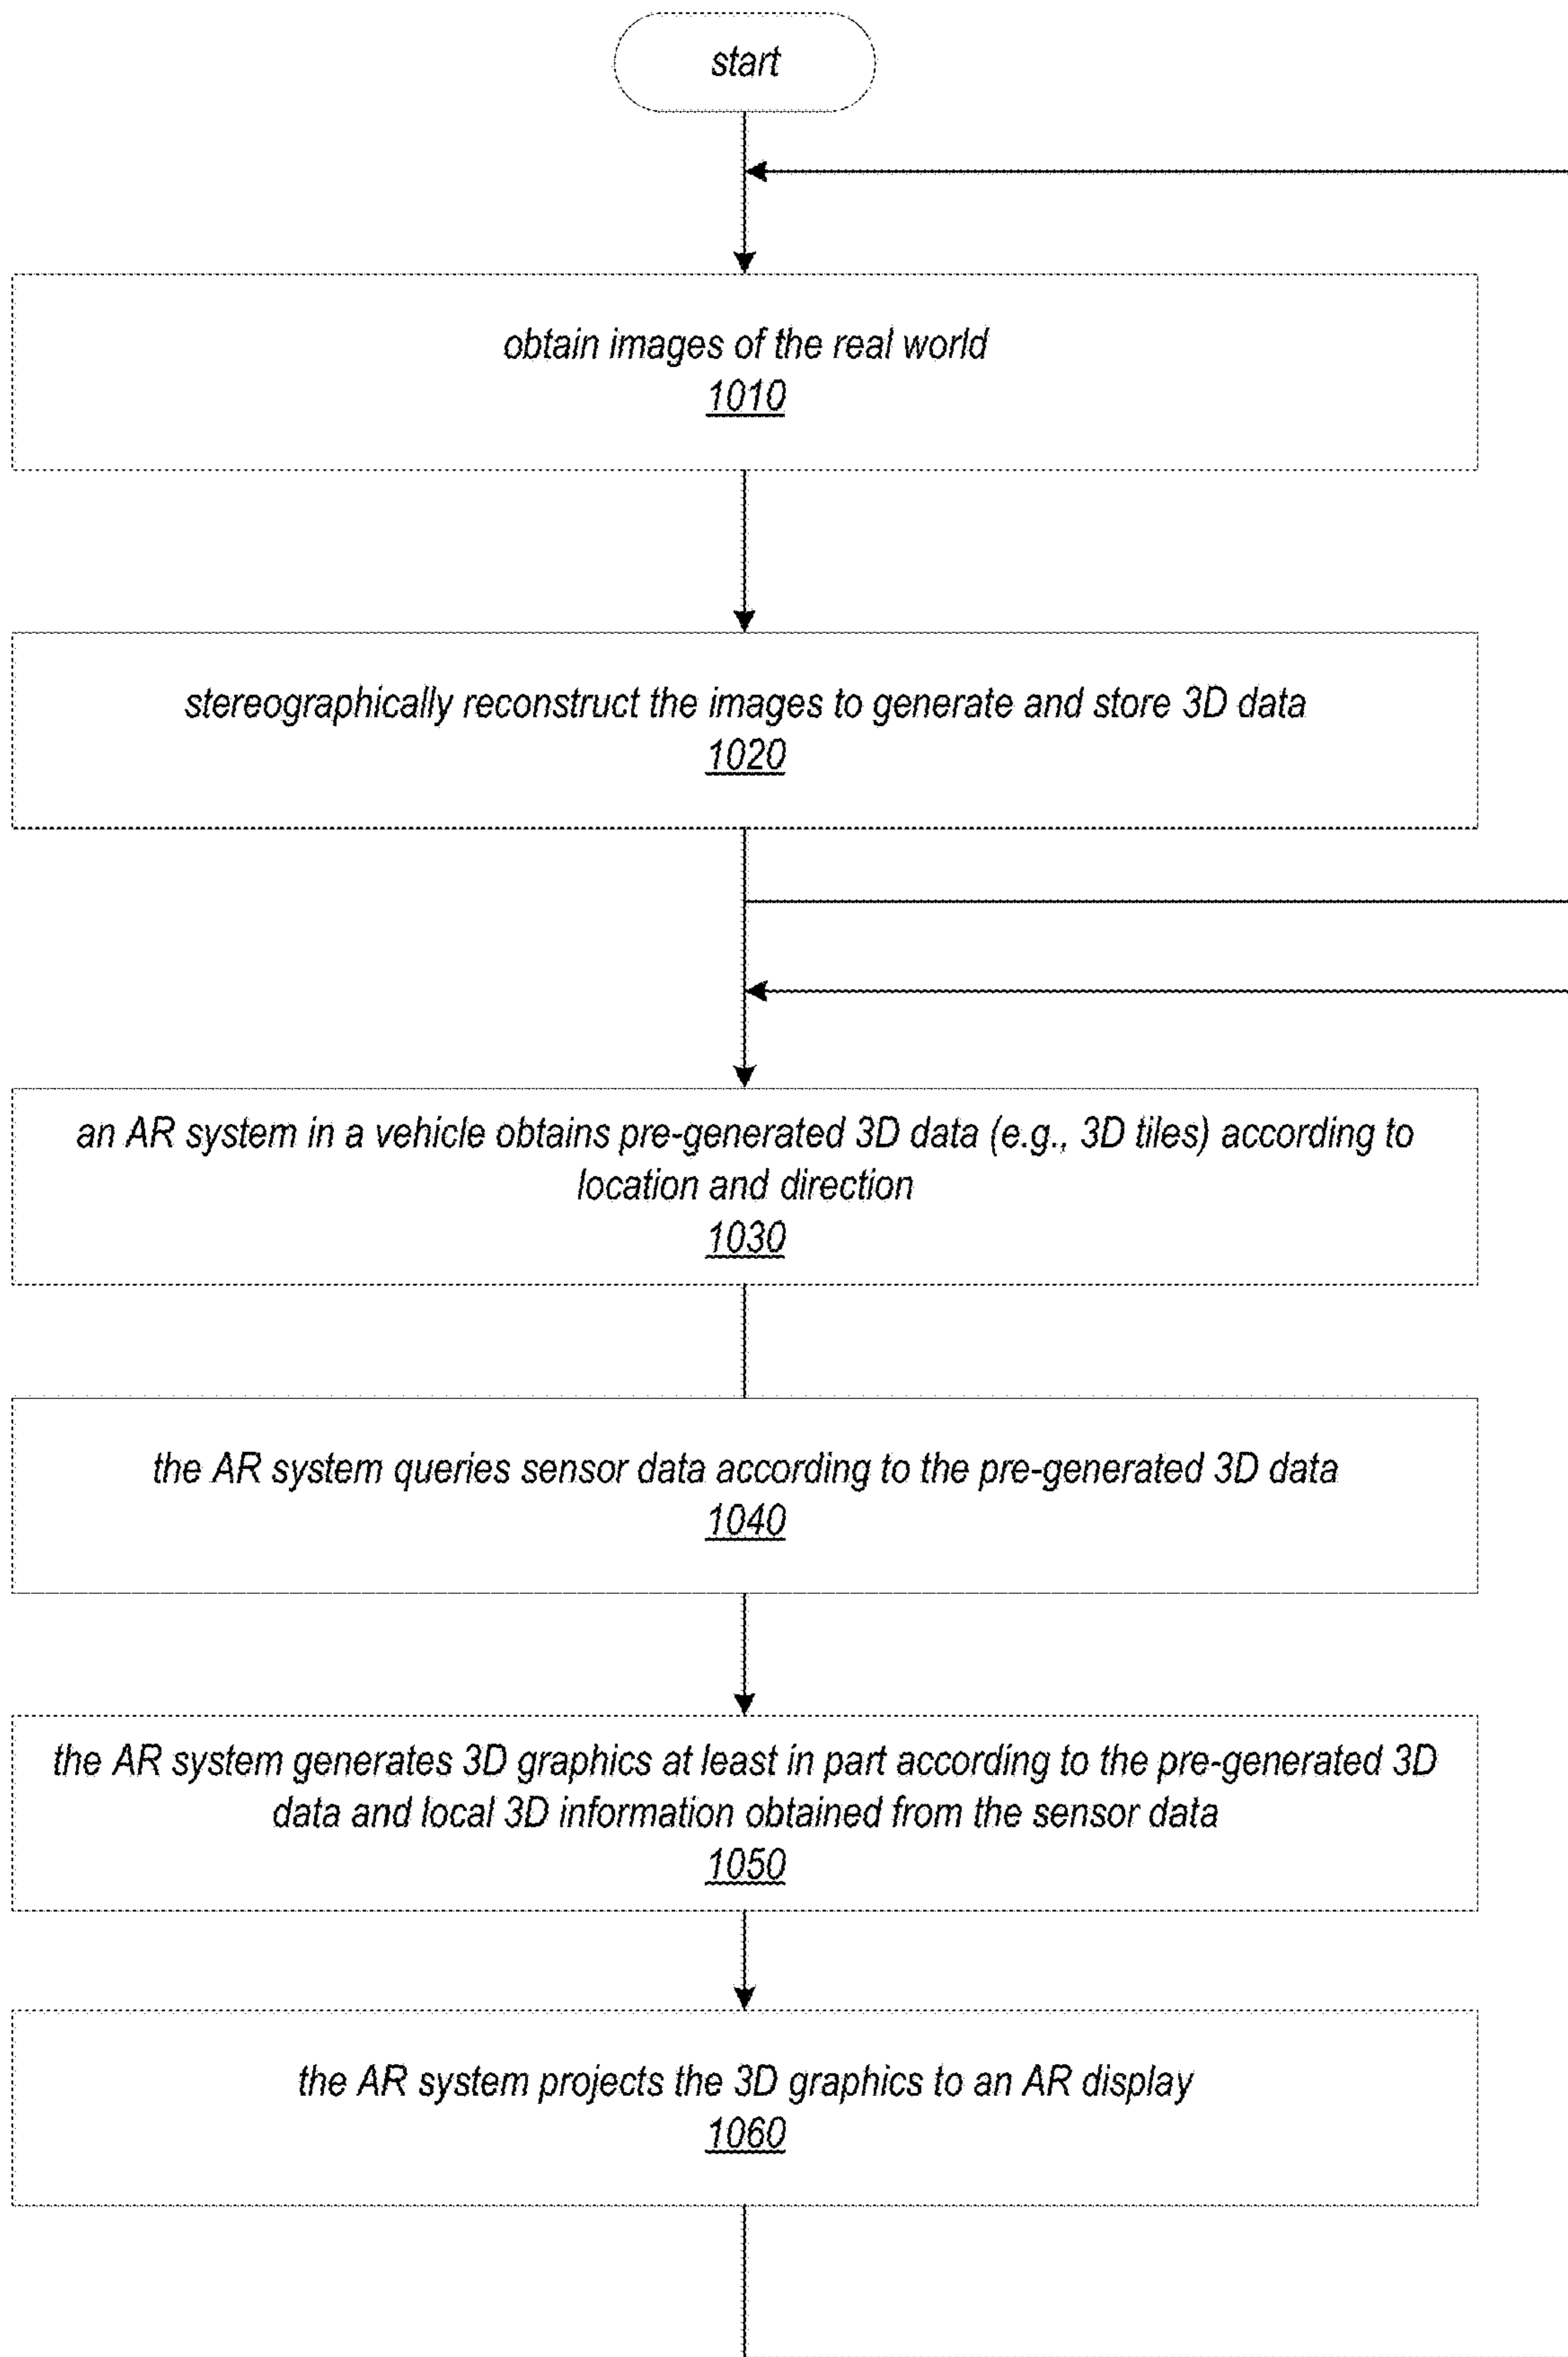 start
obtain images of the real world
1010
stereographically reconstruct the images to generate and store 3D data
1020
an AR system in a vehicle obtains pre-generated 3D data (e.g., 3D tiles) according to
location and direction
1030
the AR system queries sensor data according to the pre-generated 3D data
1040
the AR system generates 3D graphics at least in part according to the pre-generated 3D
data and local 3D information obtained from the sensor data
1050
the AR system projects the 3D graphics to an AR display
1060